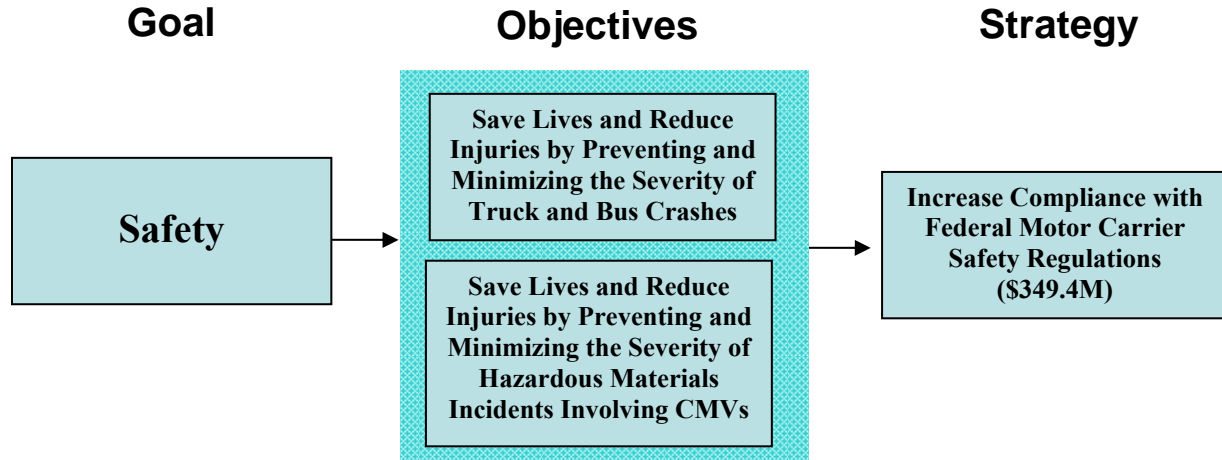 Goal
Objectives
Strategy
Safety
Save Lives and Reduce
Injuries by Preventing and
Minimizing the Severity of
Truck and Bus Crashes
Save Lives and Reduce
Injuries by Preventing and
Minimizing the Severity of
Hazardous Materials
Incidents Involving CMVs
Increase Compliance with
Federal Motor Carrier
Safety Regulations
($349.4M)